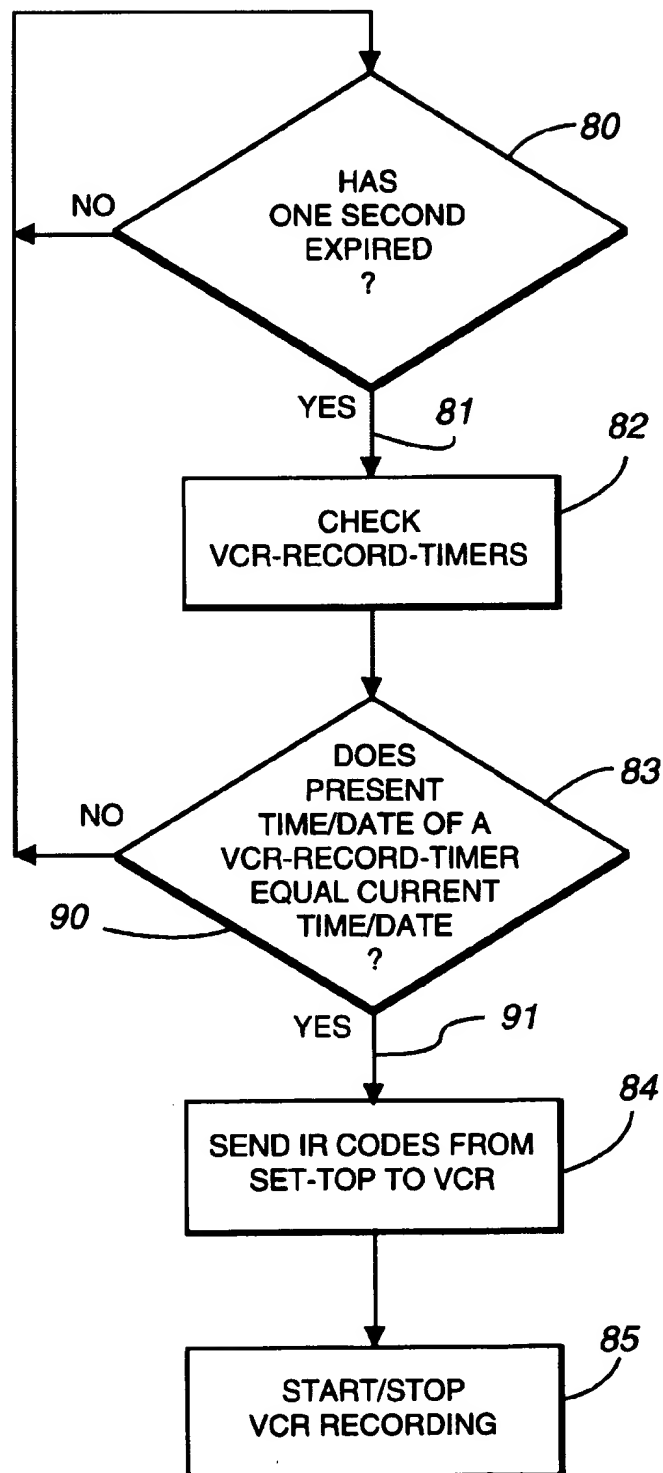 80
HAS
ONE SECOND
EXPIRED
?
NO
YES
81
82
CHECK
VCR-RECORD-TIMERS
83
DOES
PRESENT
TIME/DATE OF A
VCR-RECORD-TIMER
EQUAL CURRENT
TIME/DATE
?
NO
90
YES
91
84
SEND IR CODES FROM
SET-TOP TO VCR
85
START/STOP
VCR RECORDING